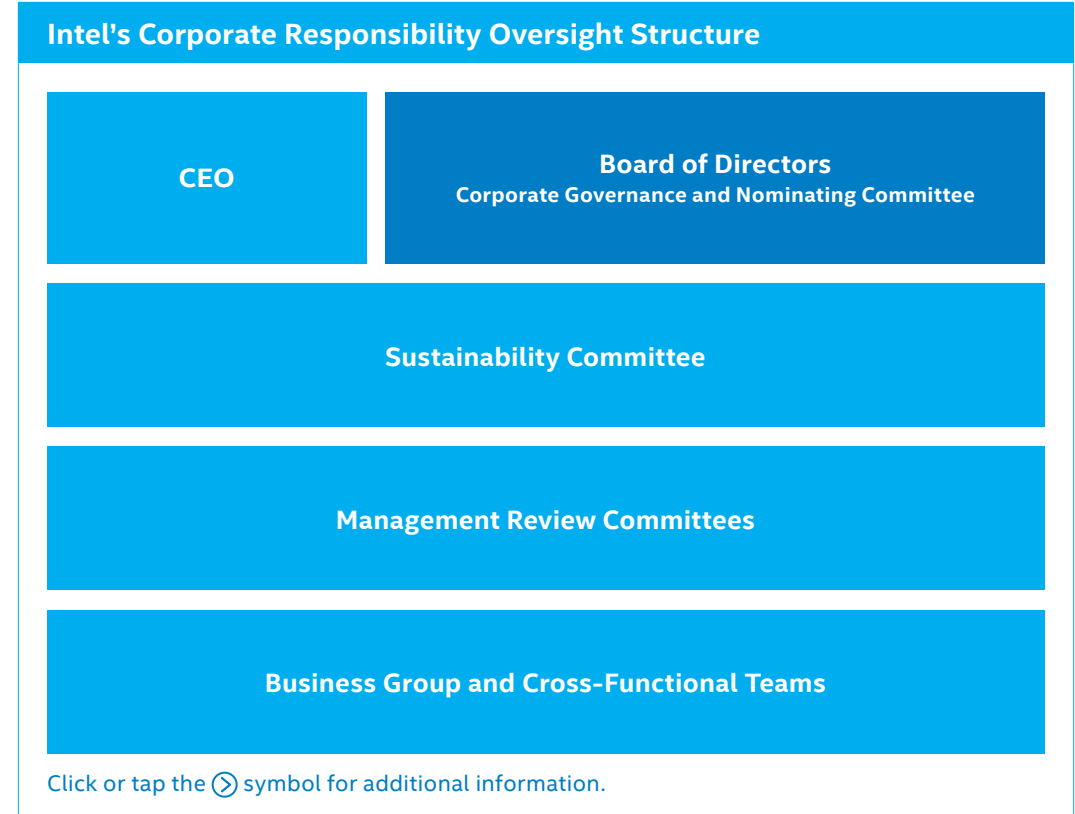 Intel's Corporate Responsibility Oversight Structure
CEO
Board of Directors
Corporate Governance and Nominating Committee
Sustainability Committee
Management Review Committees
Business Group and Cross-Functional Teams
Click or tap the symbol for additional information.